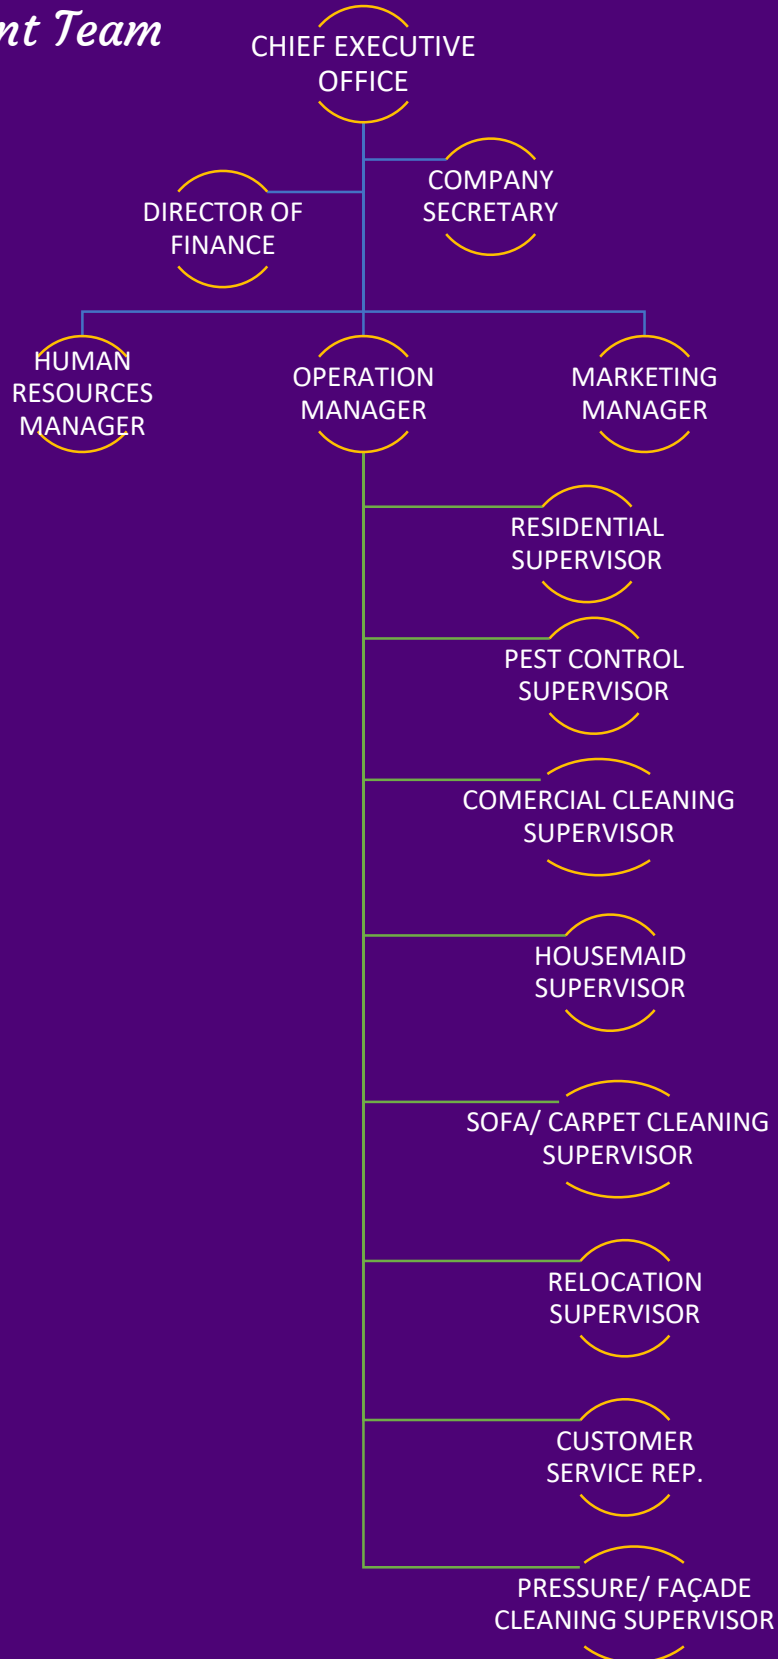 nt Team
CHIEF EXECUTIVE
OFFICE
COMPANY
SECRETARY
DIRECTOR OF
FINANCE
HUMAN
RESOURCES
MANAGER
OPERATION
MANAGER
MARKETING
MANAGER
RESIDENTIAL
SUPERVISOR
PEST CONTROL
SUPERVISOR
COMERCIAL CLEANING
SUPERVISOR
HOUSEMAID
SUPERVISOR
SOFA/ CARPET CLEANING
SUPERVISOR
RELOCATION
SUPERVISOR
CUSTOMER
SERVICE REP.
PRESSURE/ FAÇADE
CLEANING SUPERVISOR